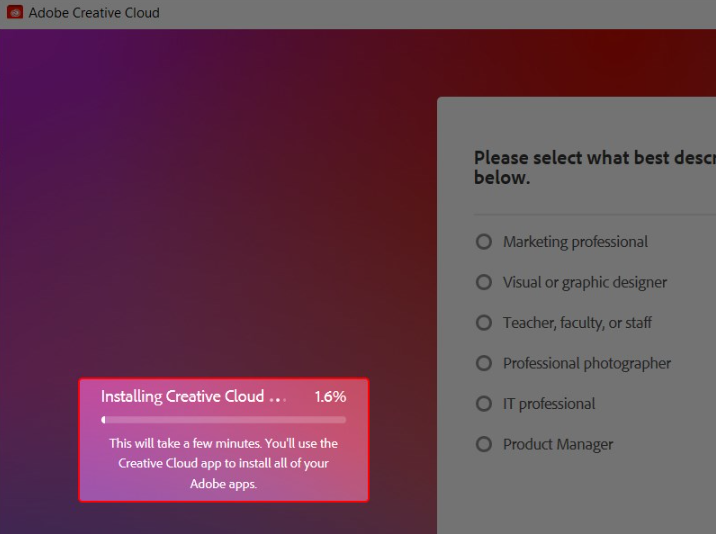 Adobe Creative Cloud
Please select what best descr
below.
Marketing professional
Visual or graphic designer
Teacher, faculty, or staff
Professional photographer
IT professional
Product Manager
Installing Creative Cloud ... 1.6%
This will take a few minutes. You'll use the
Creative Cloud app to install all of your
Adobe apps.